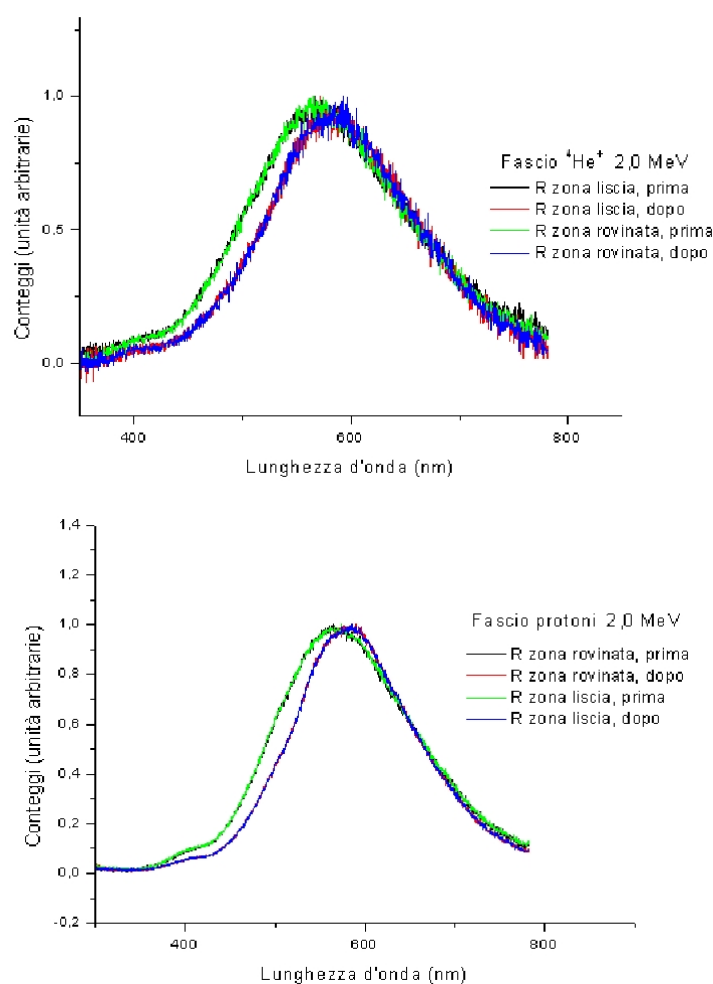 1,0
0,5
0,0
400
600
800
Conteggi (unità arbitrarie)
Lunghezza d'onda (nm)
Fascio ⁴He⁺ 2,0 MeV
R zona liscia, prima
R zona liscia, dopo
R zona rovinata, prima
R zona rovinata, dopo
1,4
1,2
1,0
0,8
0,6
0,4
0,2
0,0
-0,2
400
600
800
Conteggi (unità arbitrarie)
Lunghezza d'onda (nm)
Fascio protoni 2,0 MeV
R zona rovinata, prima
R zona rovinata, dopo
R zona liscia, prima
R zona liscia, dopo